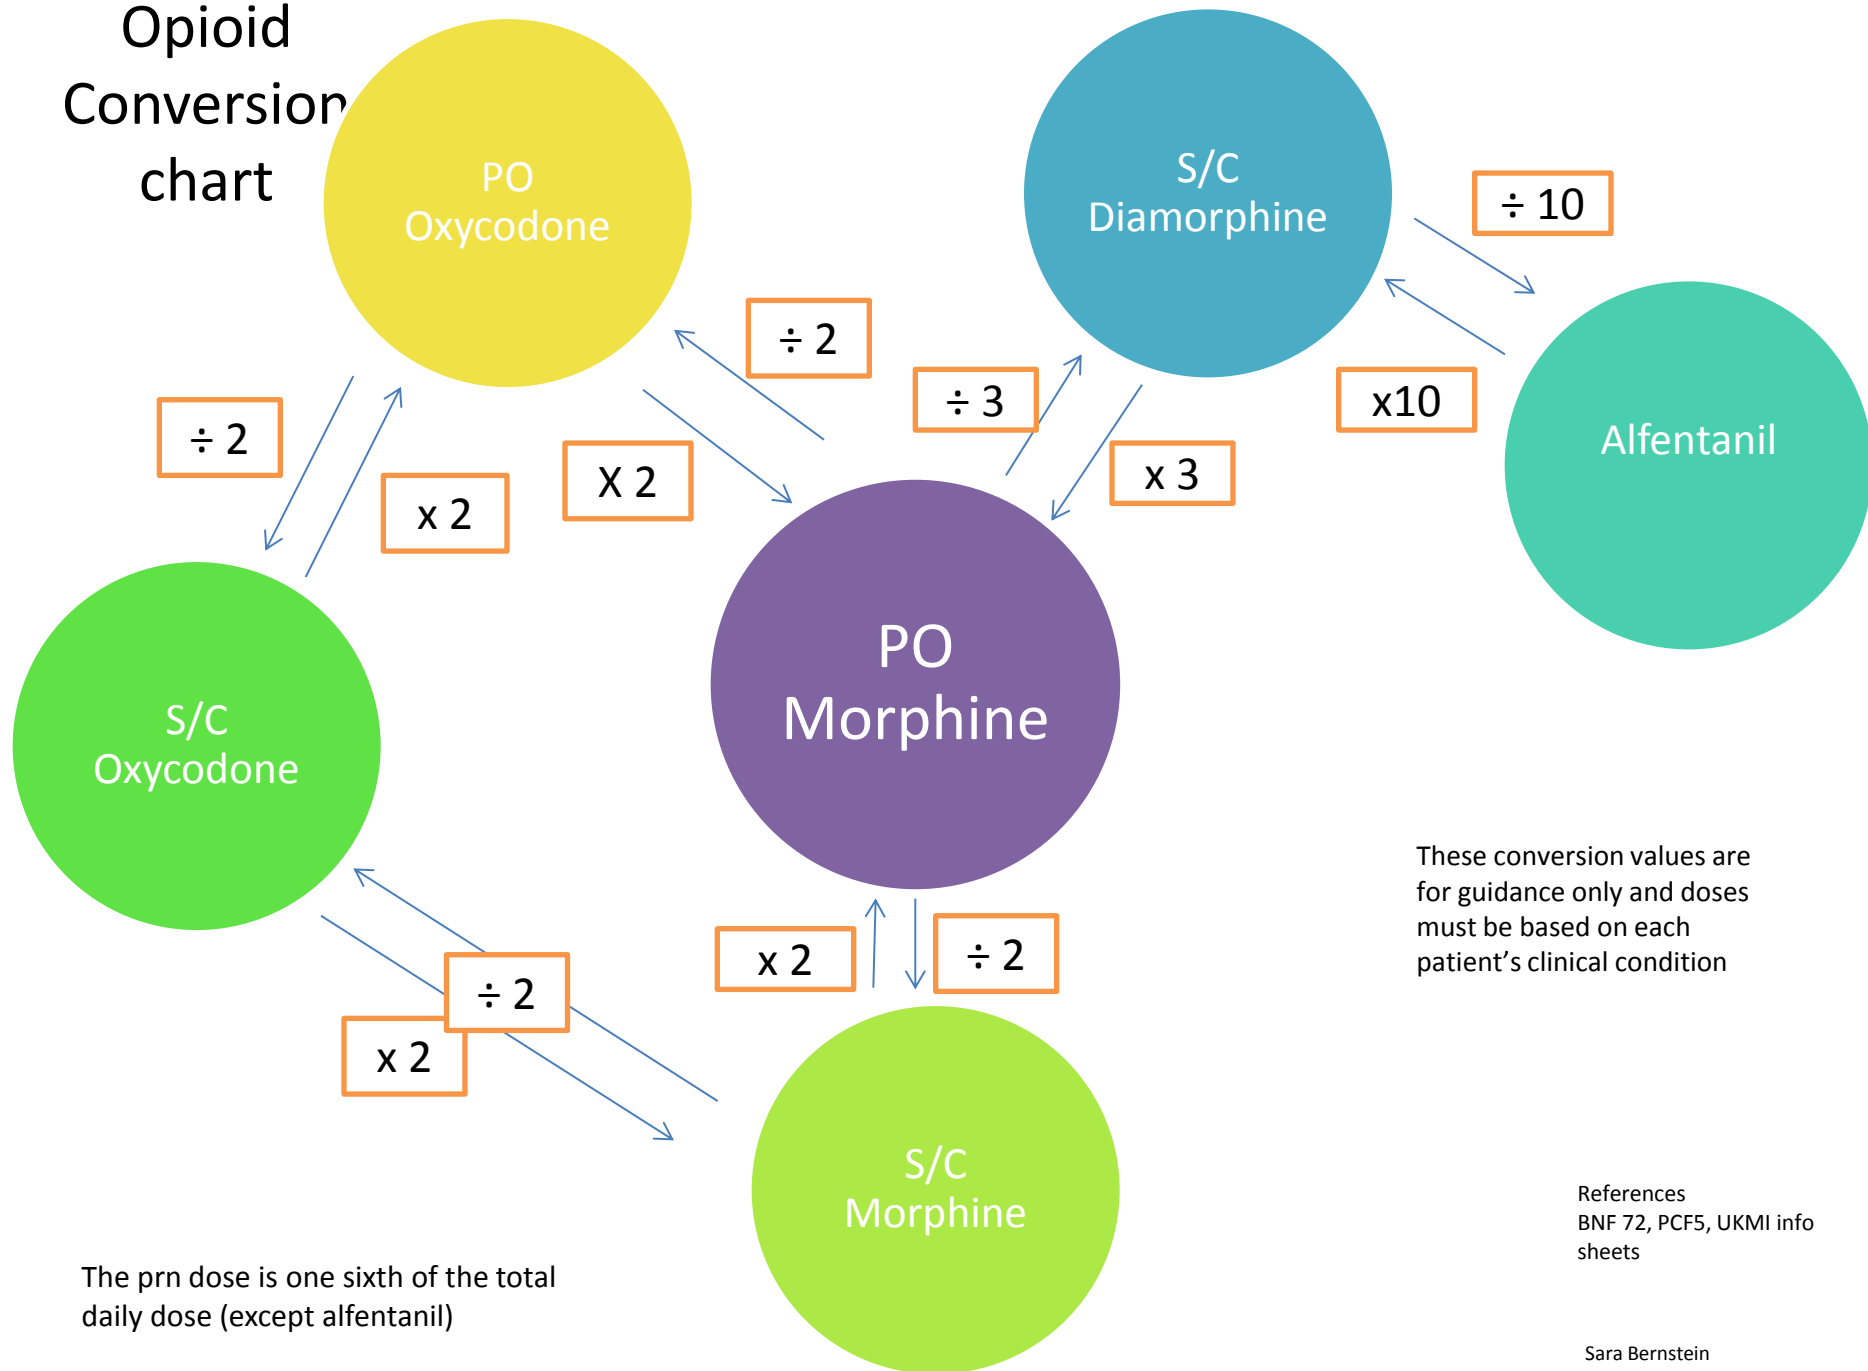 Opioid
Conversion
chart
PO
Oxycodone
S/C
Diamorphine
÷ 10
÷ 2
÷ 3
x10
Alfentanil
÷ 2
x 2
X 2
x 3
PO
Morphine
S/C
Oxycodone
These conversion values are
for guidance only and doses
must be based on each
patient’s clinical condition
x 2
÷ 2
÷ 2
x 2
S/C
Morphine
References
BNF 72, PCF5, UKMI info
sheets
The prn dose is one sixth of the total
daily dose (except alfentanil)
Sara Bernstein